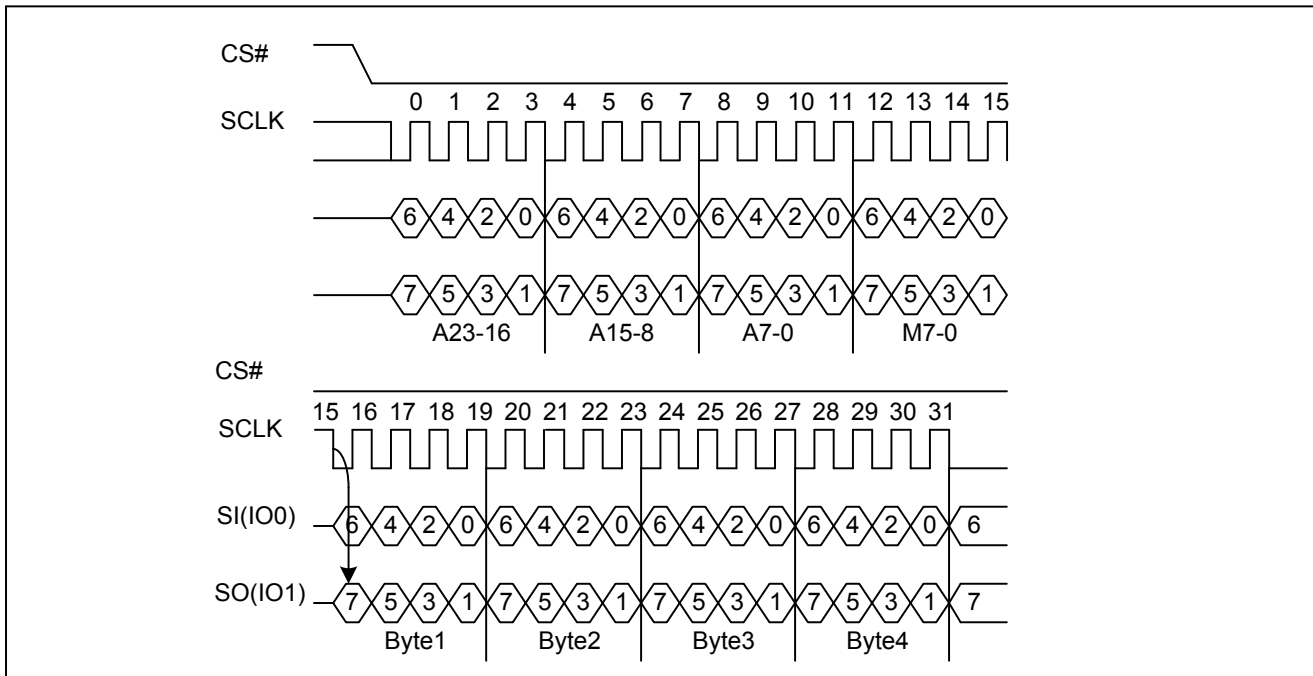 CS#
0 1 2 3 4 5 6 7 8 9 10 11 12 13 14 15
SCLK
6 4 2 0 6 4 2 0 6 4 2 0 6 4 2 0
7 5 3 1 7 5 3 1 7 5 3 1 7 5 3 1
A23-16 A15-8 A7-0 M7-0
CS#
15 16 17 18 19 20 21 22 23 24 25 26 27 28 29 30 31
SCLK
SI(IO0) 6 4 2 0 6 4 2 0 6 4 2 0 6 4 2 0 6
SO(IO1) 7 5 3 1 7 5 3 1 7 5 3 1 7 5 3 1 7
Byte1 Byte2 Byte3 Byte4